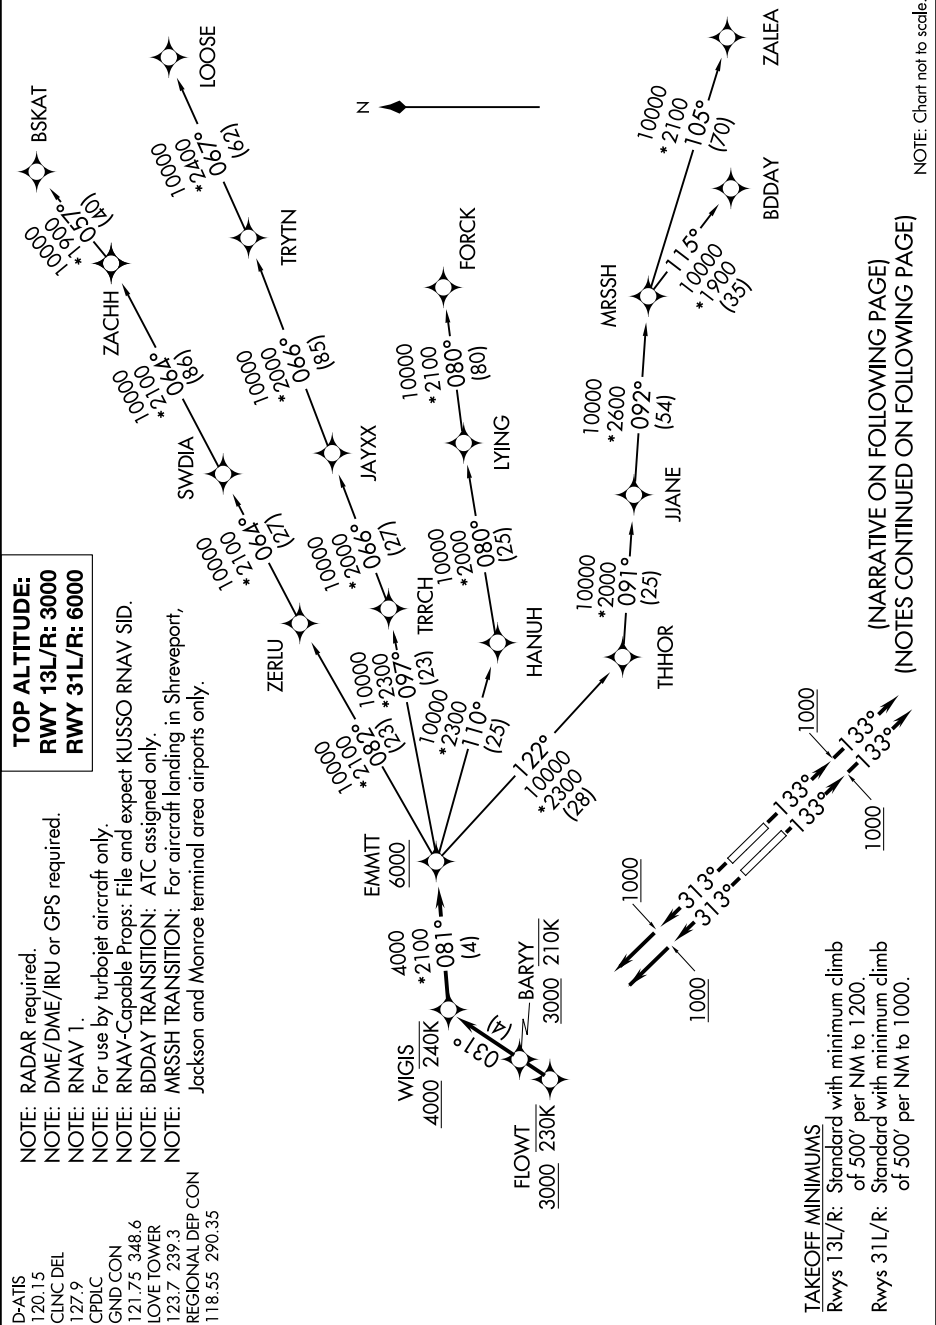 TOP ALTITUDE:
RWY 13L/R: 3000
RWY 31L/R: 6000
D-ATIS
120.15
CLNC DEL
127.9
CPDLC
GND CON
121.75 348.6
LOVE TOWER
123.7 239.3
REGIONAL DEP CON
118.55 290.35
NOTE: RADAR required.
NOTE: DME/DME/IRU or GPS required.
NOTE: RNAV 1.
NOTE: For use by turbojet aircraft only.
NOTE: RNAV-Capable Props: File and expect KUSSO RNAV SID.
NOTE: BDDAY TRANSITION: ATC assigned only.
NOTE: MRSSH TRANSITION: For aircraft landing in Shreveport,
Jackson and Monroe terminal area airports only.
BSKAT
10000
*1900
057°
(40)
ZACHH
10000
*2100
064°
(86)
SWDIA
10000
*2100
064°
(27)
ZERLU
10000
*2100
087°
(23)
LOOSE
10000
*2400
067°
(62)
TRYTN
10000
*2000
066°
(85)
JAYXX
10000
*2000
066°
(27)
TRRCH
10000
*2300
097°
(23)
N
FORCK
10000
*2100
080°
(80)
LYING
10000
*2000
080°
(25)
HANUH
10000
*2300
110°
(25)
ZALEA
10000
*2100
105°
(70)
BDDAY
115°
10000
*1900
(35)
MRSSH
10000
*2600
092°
(54)
JJANE
10000
*2000
091°
(25)
THHOR
122°
10000
*2300
(28)
EMMTT
6000
4000
*2100
081°
(4)
WIGIS
4000 240K
031°
(4)
BARYY
3000 210K
FLOWT
3000 230K
1000
1000
313°
313°
133°
133°
1000
1000
133°
133°
TAKEOFF MINIMUMS
Rwys 13L/R: Standard with minimum climb
of 500' per NM to 1200.
Rwys 31L/R: Standard with minimum climb
of 500' per NM to 1000.
(NARRATIVE ON FOLLOWING PAGE)
(NOTES CONTINUED ON FOLLOWING PAGE)
NOTE: Chart not to scale.